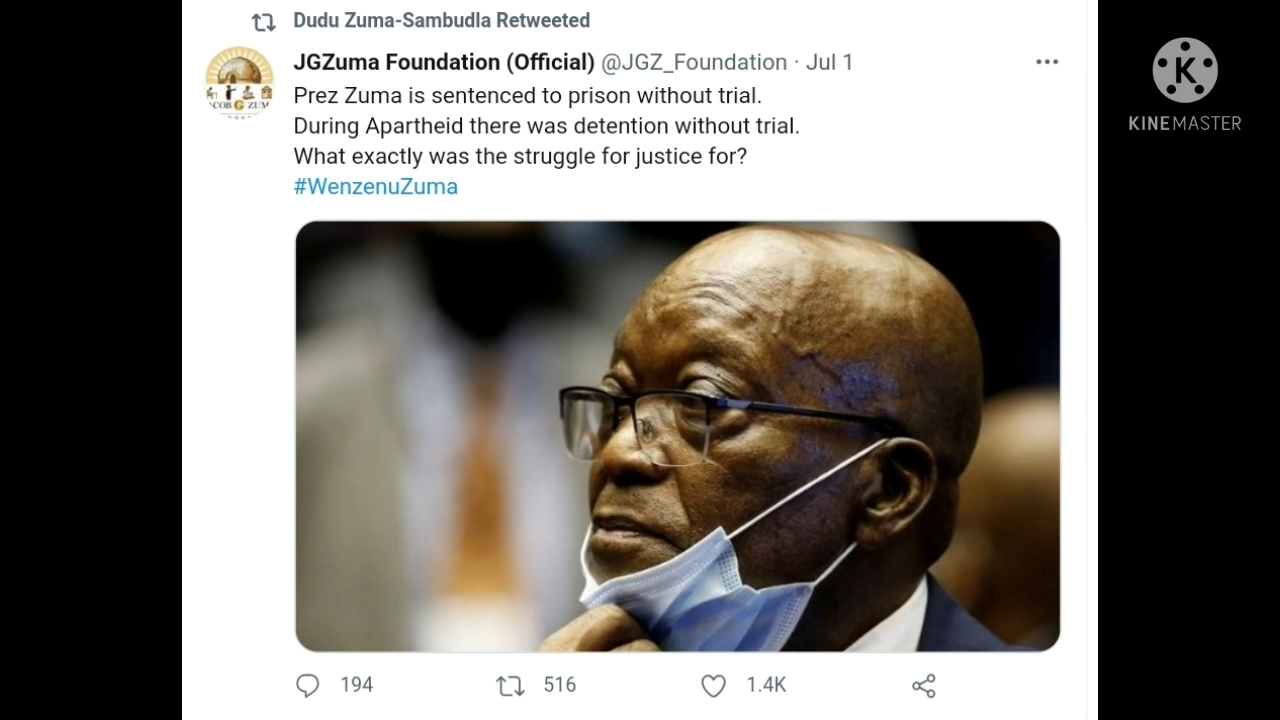 Dudu Zuma-Sambudla Retweeted
JGZuma Foundation (Official) @JGZ_Foundation · Jul 1
Prez Zuma is sentenced to prison without trial.
During Apartheid there was detention without trial.
What exactly was the struggle for justice for?
#WenzenuZuma
194 516 1.4K
K
KINEMASTER